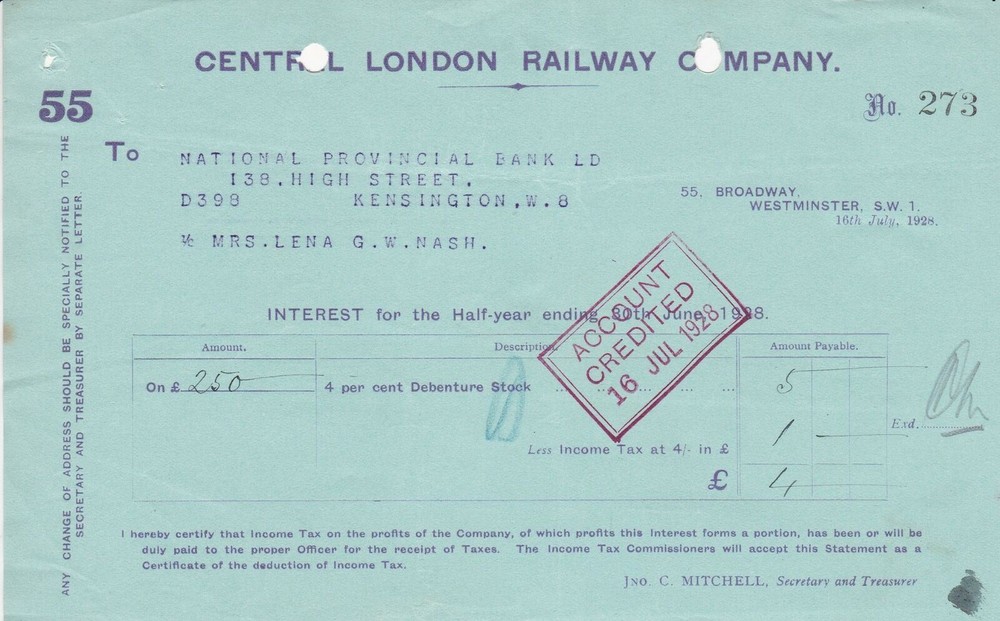 CENTRAL LONDON RAILWAY COMPANY.
55
No. 273
To
NATIONAL PROVINCIAL BANK LD
138, HIGH STREET,
D398 KENSINGTON, W.8
℅ MRS. LENA G. W. NASH.
55, BROADWAY,
WESTMINSTER, S.W. 1.
16th July, 1928.
ACCOUNT
CREDITED
16 JUL 1928
INTEREST for the Half-year ending 30th June, 1928.
Amount. Description. Amount Payable.
On £ 250 4 per cent Debenture Stock ... 5
Less Income Tax at 4/- in £ 1
£ 4
Exd.
I hereby certify that Income Tax on the profits of the Company, of which profits this Interest forms a portion, has been or will be
duly paid to the proper Officer for the receipt of Taxes. The Income Tax Commissioners will accept this Statement as a
Certificate of the deduction of Income Tax.
JNO. C. MITCHELL, Secretary and Treasurer
ANY CHANGE OF ADDRESS SHOULD BE SPECIALLY NOTIFIED TO THE
SECRETARY AND TREASURER BY SEPARATE LETTER.